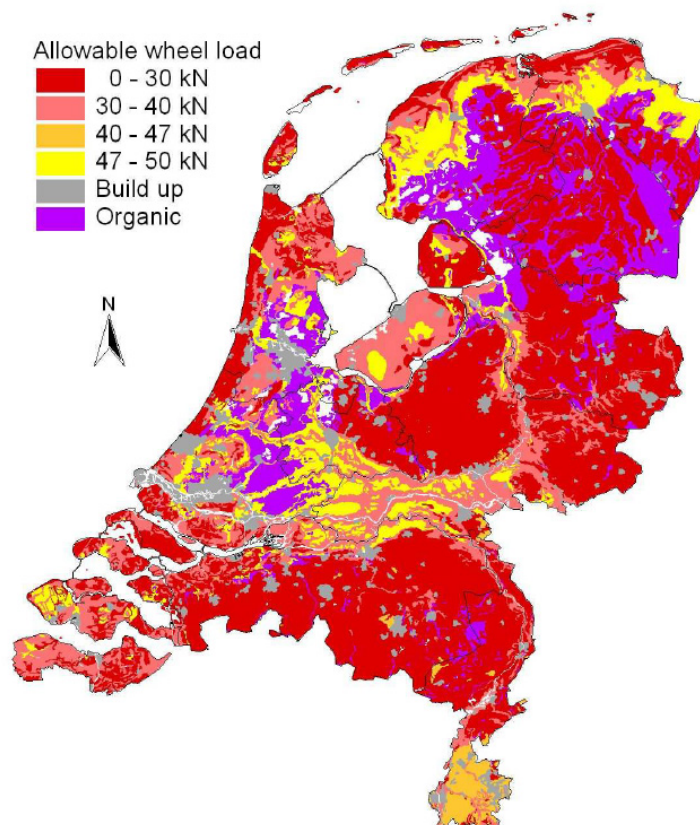 Allowable wheel load
0 - 30 kN
30 - 40 kN
40 - 47 kN
47 - 50 kN
Build up
Organic
N